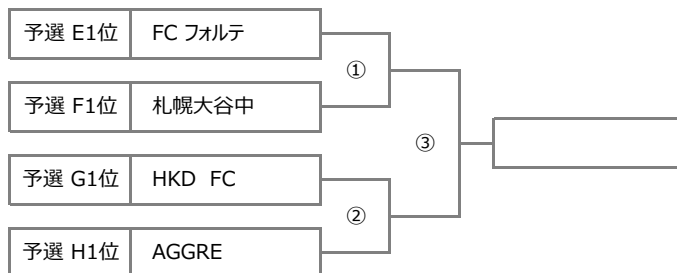 予選 E1位 FC フォルテ
①
予選 F1位 札幌大谷中
③
予選 G1位 HKD FC
②
予選 H1位 AGGRE